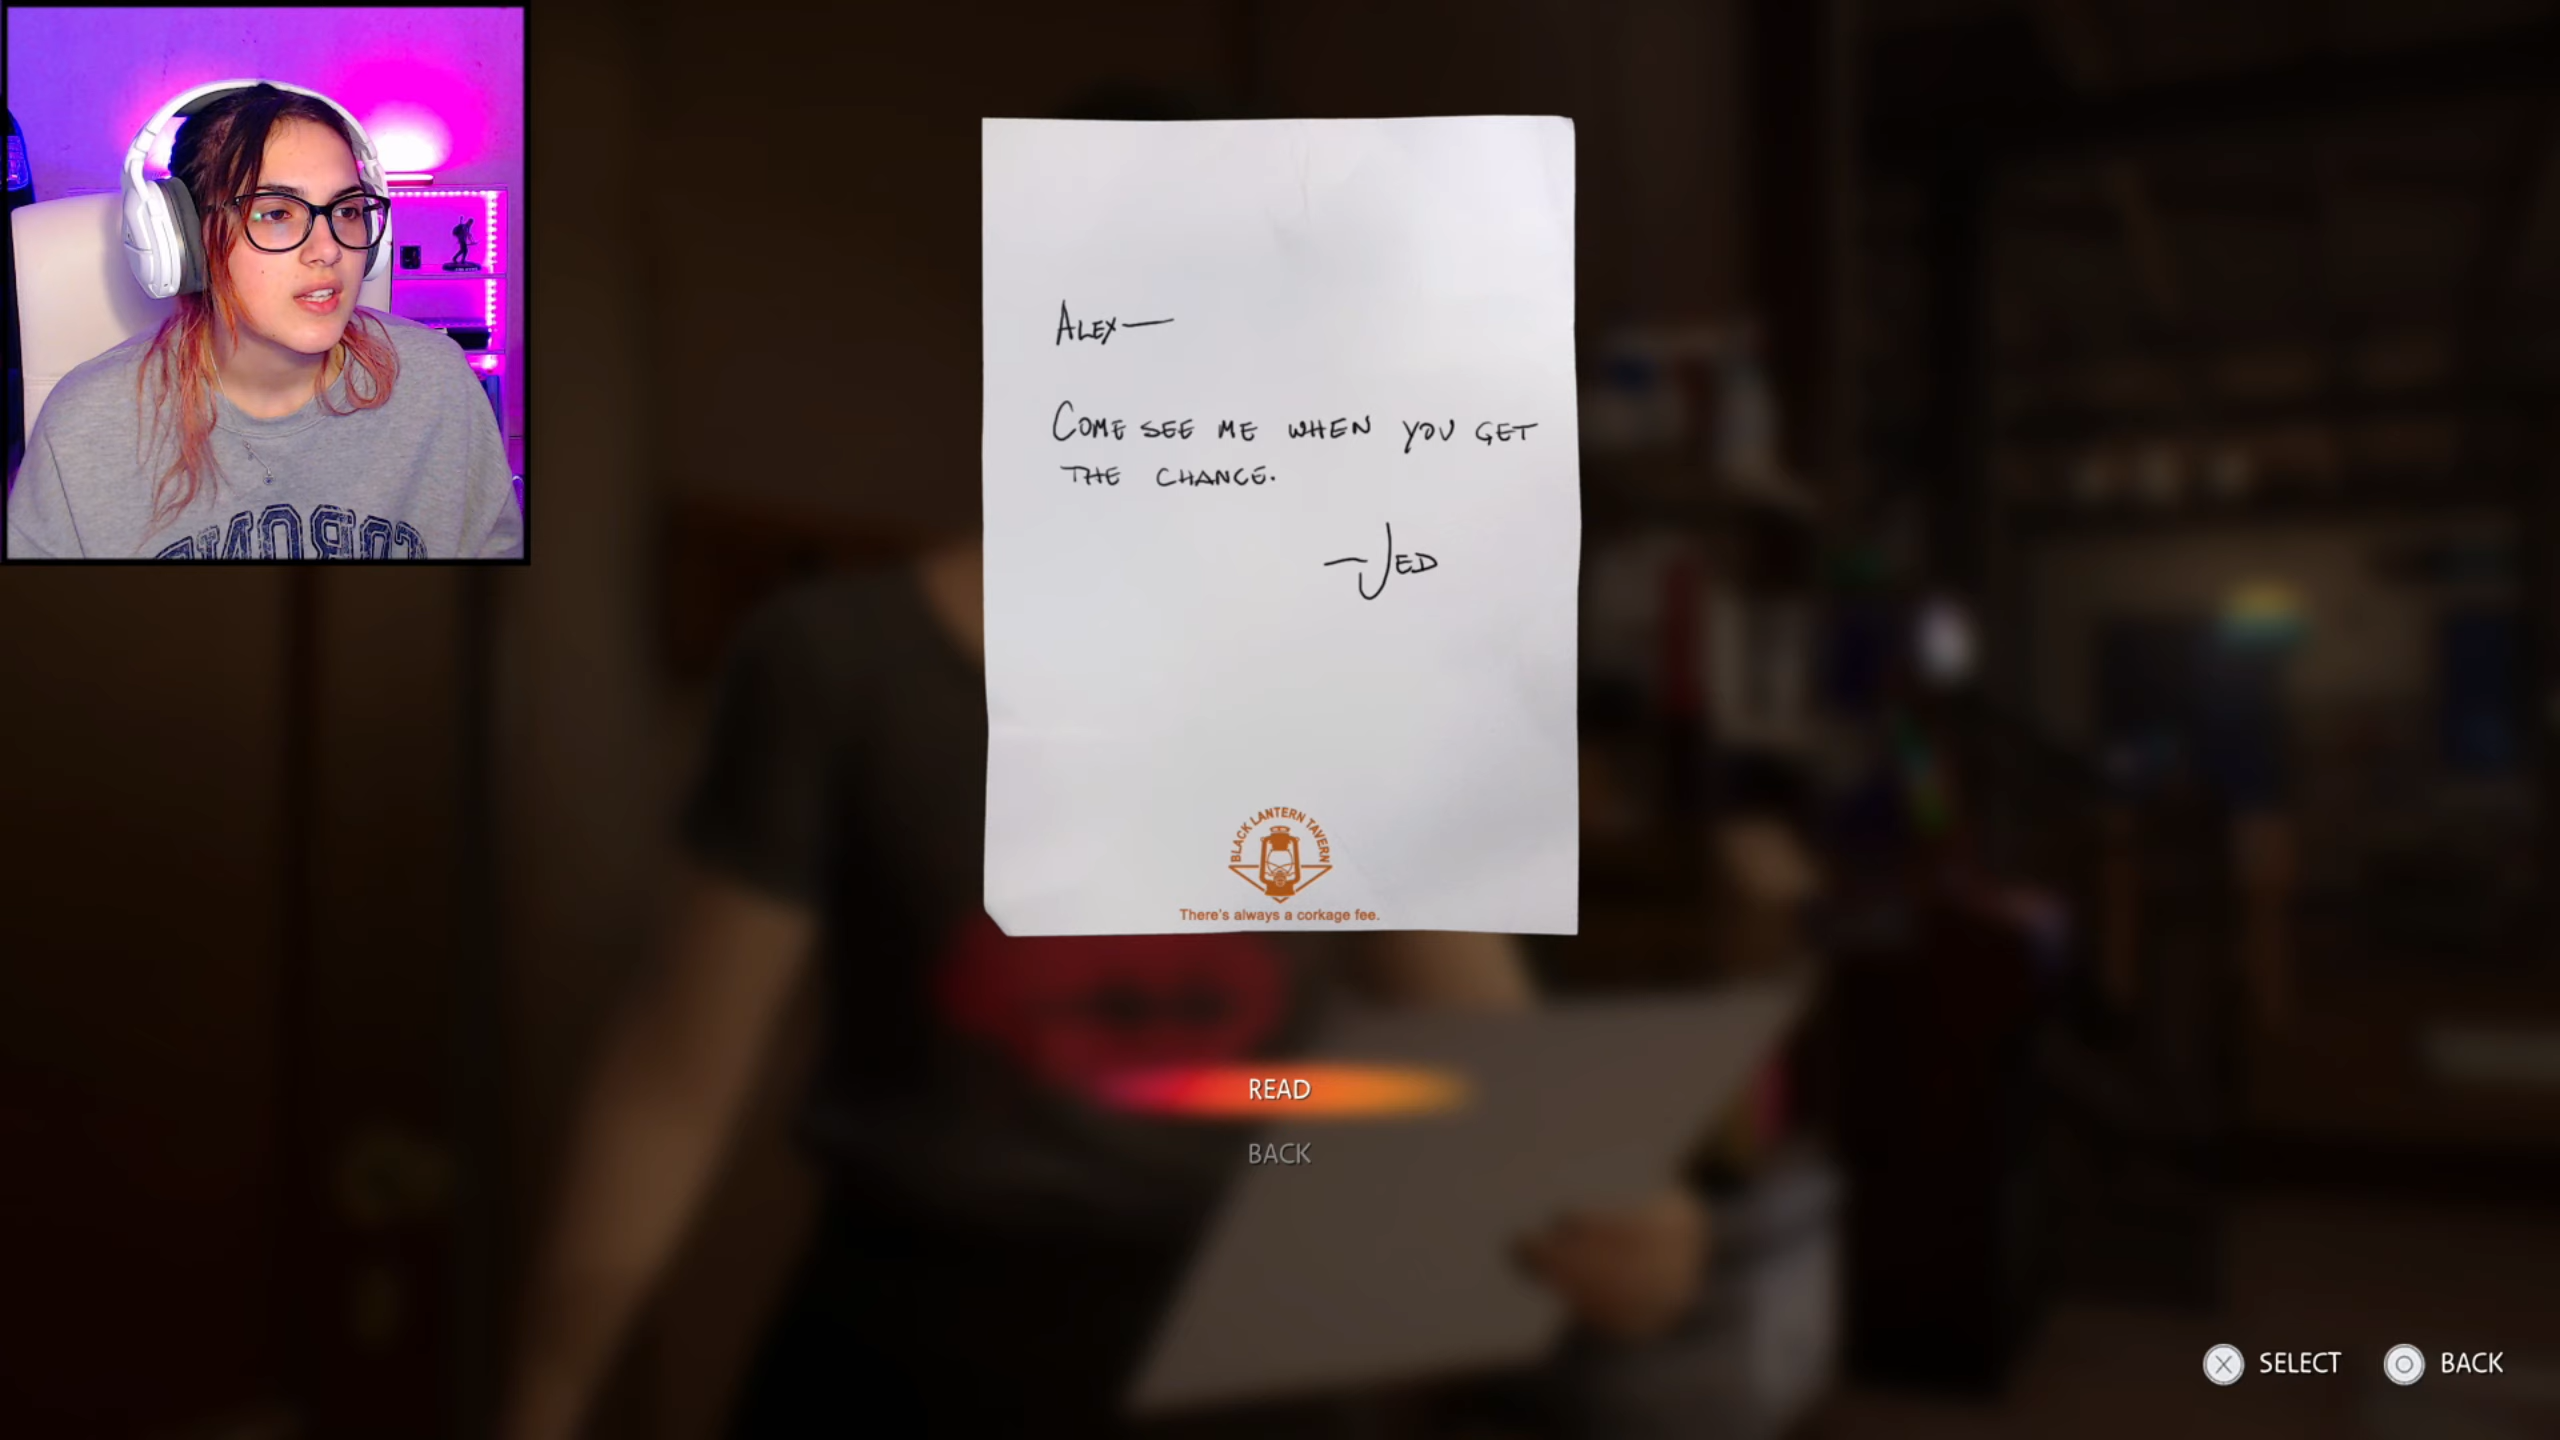 ALEX—
COME SEE ME WHEN YOU GET
THE CHANCE.
—JED
BLACK LANTERN TAVERN
There's always a corkage fee.
READ
BACK
SELECT
BACK